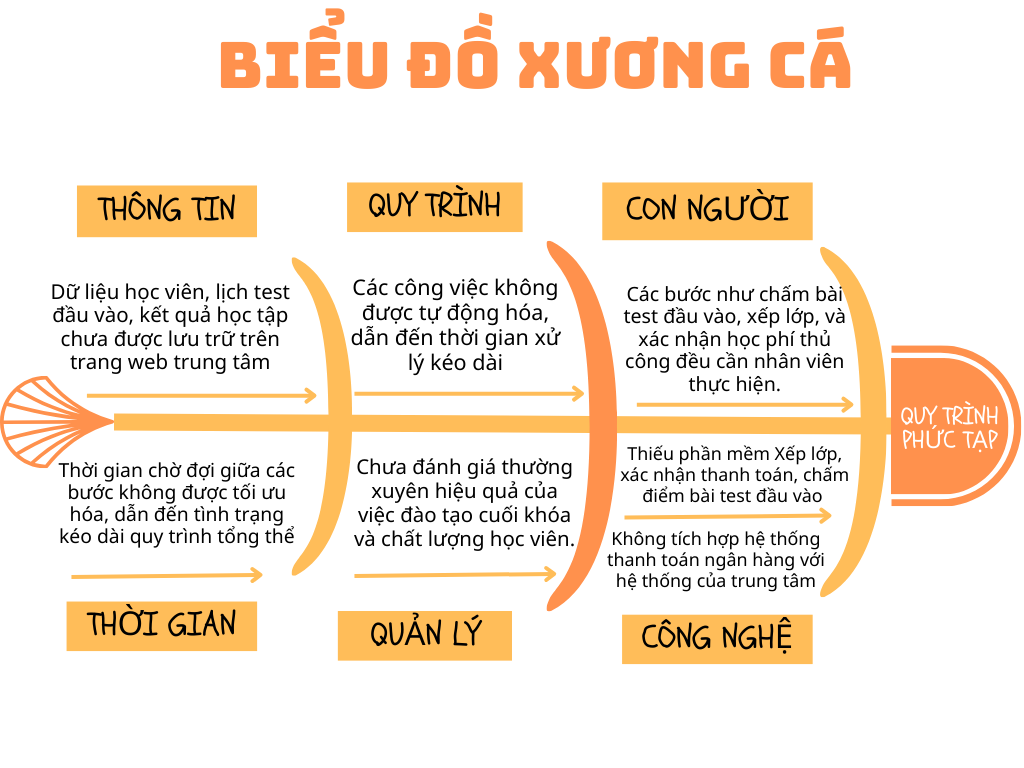 BIỂU ĐỒ XƯƠNG CÁ
THÔNG TIN
QUY TRÌNH
CON NGƯỜI
Dữ liệu học viên, lịch test
đầu vào, kết quả học tập
chưa được lưu trữ trên
trang web trung tâm
Các công việc không
được tự động hóa,
dẫn đến thời gian xử
lý kéo dài
Các bước như chấm bài
test đầu vào, xếp lớp, và
xác nhận học phí thủ
công đều cần nhân viên
thực hiện.
QUY TRÌNH
PHỨC TẠP
Thời gian chờ đợi giữa các
bước không được tối ưu
hóa, dẫn đến tình trạng
kéo dài quy trình tổng thể
Chưa đánh giá thường
xuyên hiệu quả của
việc đào tạo cuối khóa
và chất lượng học viên.
Thiếu phần mềm Xếp lớp,
xác nhận thanh toán, chấm
điểm bài test đầu vào
Không tích hợp hệ thống
thanh toán ngân hàng với
hệ thống của trung tâm
THỜI GIAN
QUẢN LÝ
CÔNG NGHỆ